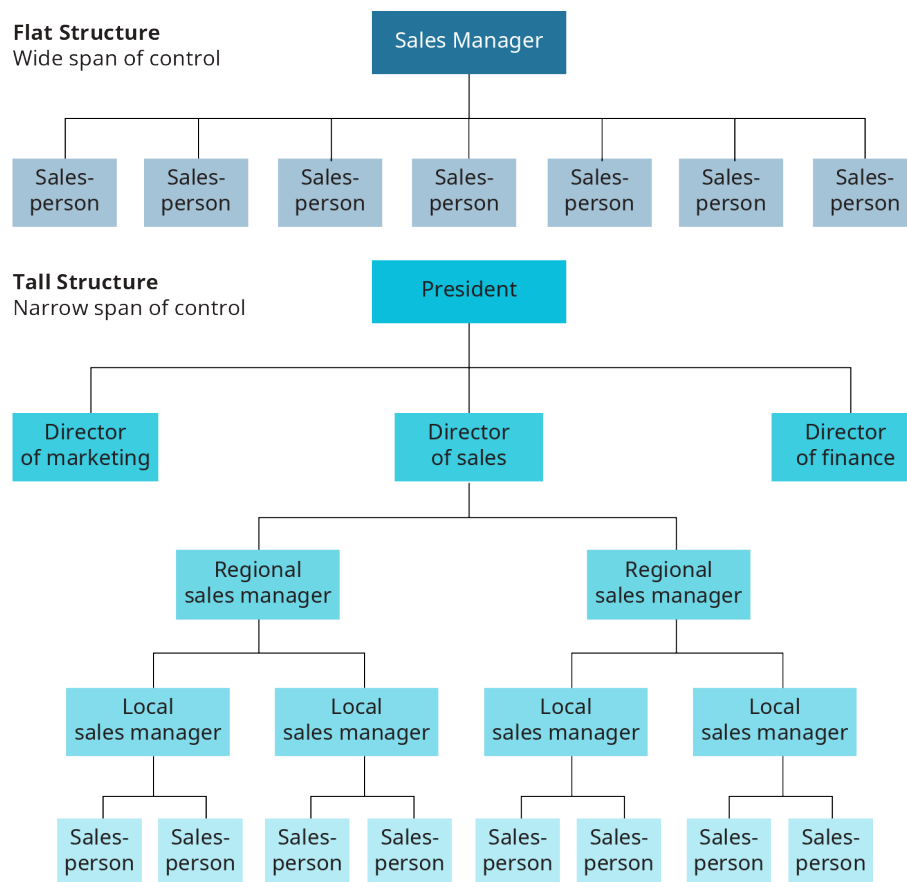 Flat Structure
Wide span of control
Sales Manager
Sales-
person
Sales-
person
Sales-
person
Sales-
person
Sales-
person
Sales-
person
Sales-
person
Tall Structure
Narrow span of control
President
Director
of marketing
Director
of sales
Director
of finance
Regional
sales manager
Regional
sales manager
Local
sales manager
Local
sales manager
Local
sales manager
Local
sales manager
Sales-
person
Sales-
person
Sales-
person
Sales-
person
Sales-
person
Sales-
person
Sales-
person
Sales-
person